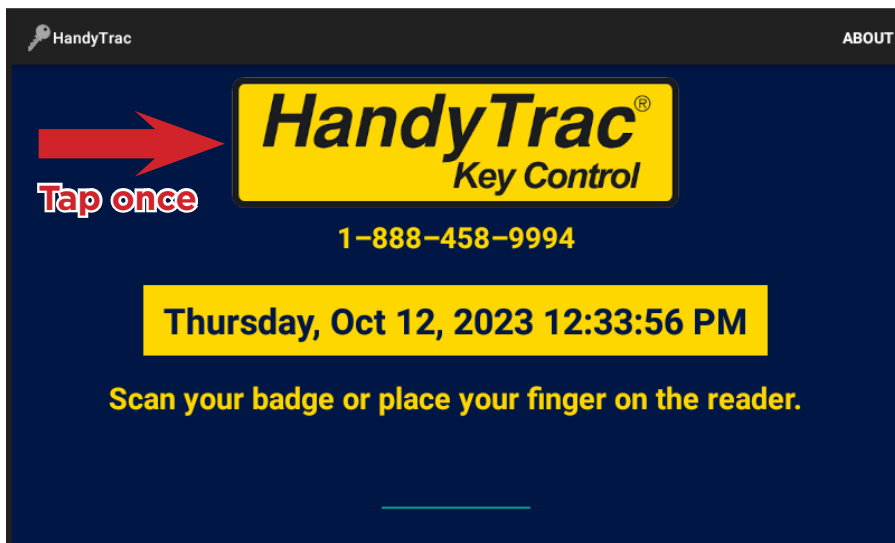 HandyTrac
ABOUT
HandyTrac®
Key Control
Tap once
1–888–458–9994
Thursday, Oct 12, 2023 12:33:56 PM
Scan your badge or place your finger on the reader.